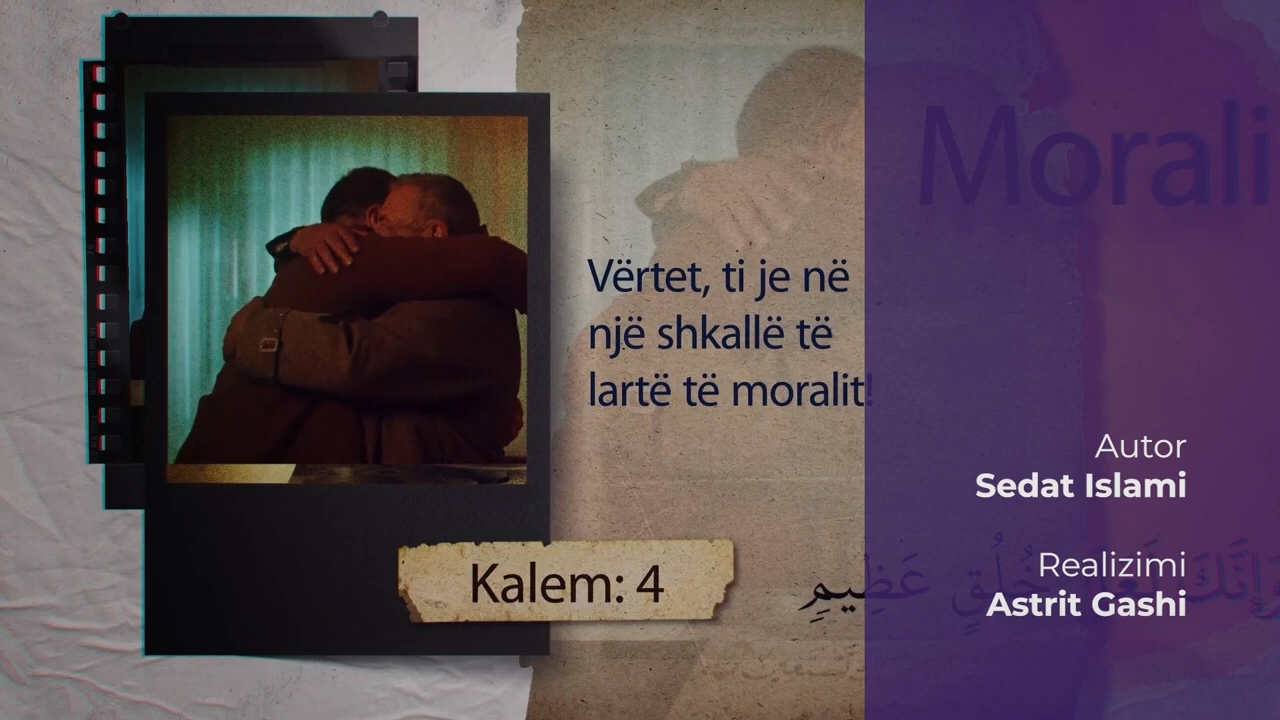 Morali
Vërtet, ti je në
një shkallë të
lartë të moralit!
Autor
Sedat Islami
Realizimi
Astrit Gashi
Kalem: 4
خُلُقٍ عَظِيمٍ